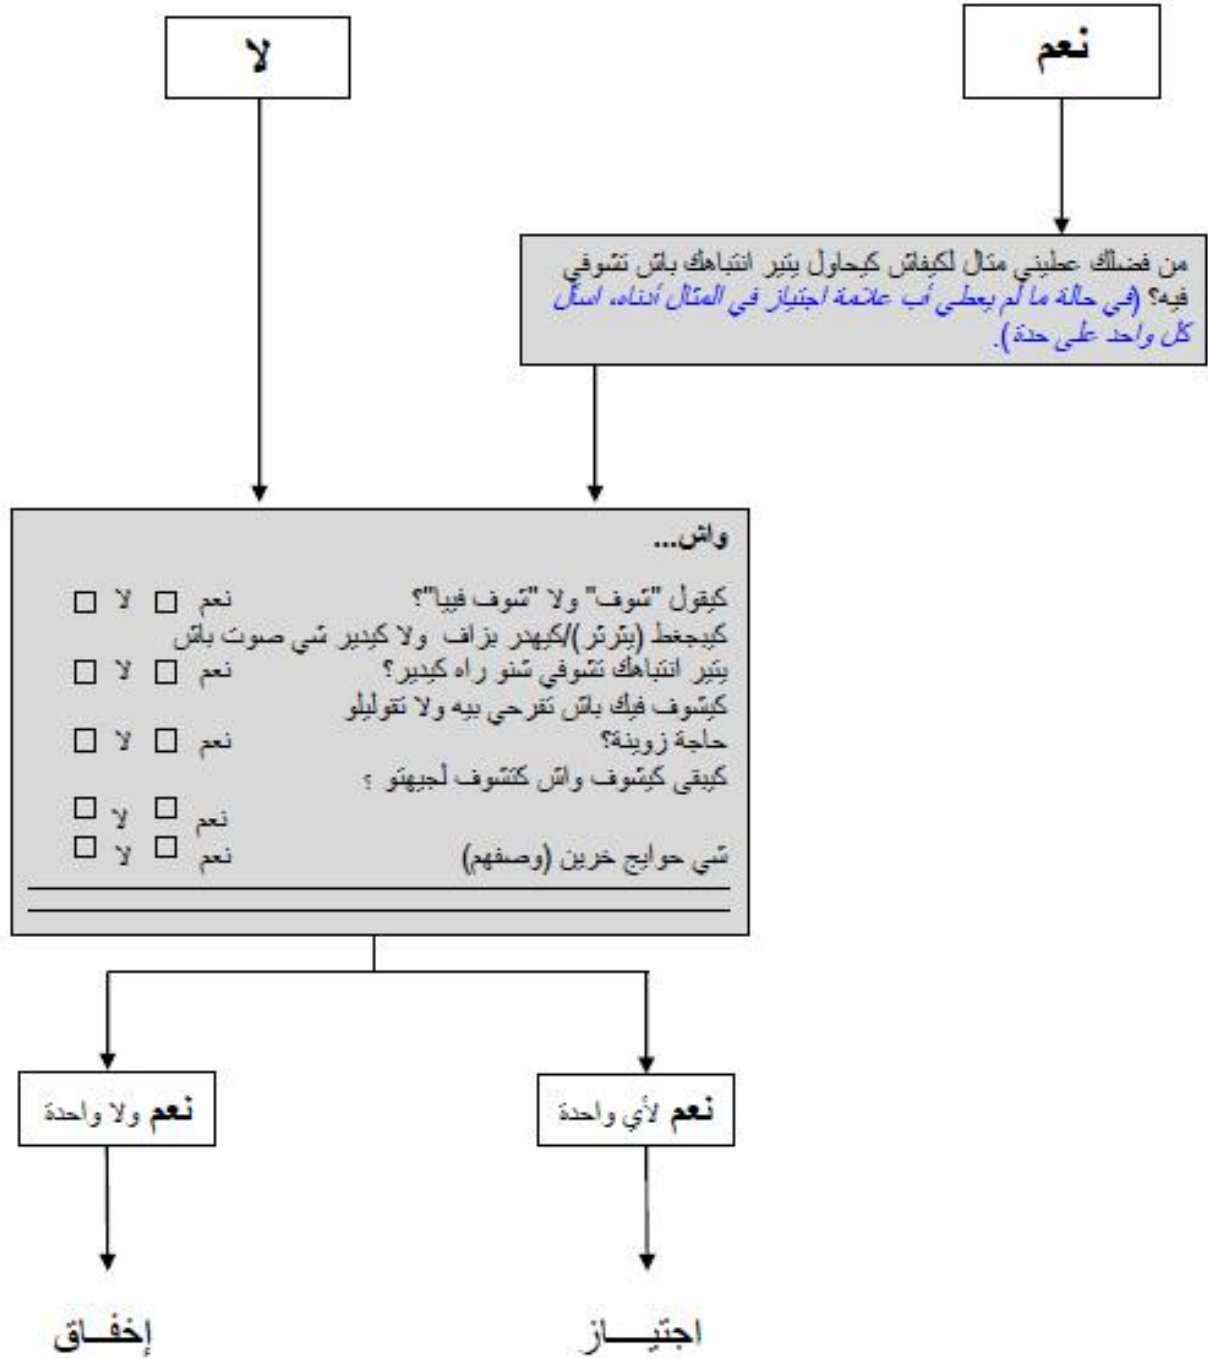 نعم
لا
من فضلك عطيني مثال لكيفاش كيحاول يثير انتباهك باش تشوفي
فيه؟ (في حالة ما لم يعطي أب علامة اجتياز في المثال أدناه، اسأل
كل واحد على حدة).
واش...
كيقول "شوف" ولا "شوف فييا"؟ نعم □ لا □
كييجغط (يثرثر)/كيهدر بزاف ولا كيدير شي صوت باش
يثير انتباهك تشوفي شنو راه كيدير؟ نعم □ لا □
كيشوف فيك باش تفرحي بيه ولا تقوليلو
حاجة زوينة؟ نعم □ لا □
كيبقى كيشوف واش كتشوف لجيهتو ؟
نعم □ لا □
شي حوايج خرين (وصفهم) نعم □ لا □
نعم لأي واحدة
نعم ولا واحدة
اجتيـــاز
إخفــاق